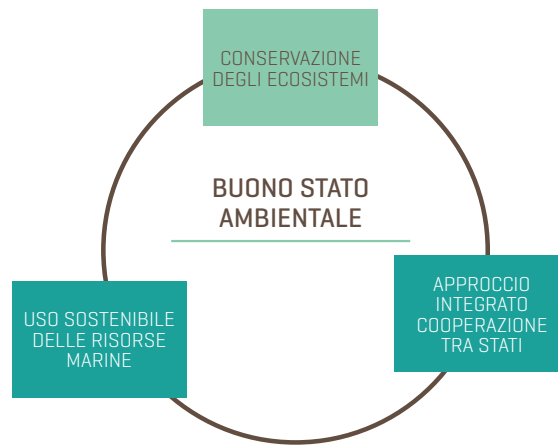 CONSERVAZIONE
DEGLI ECOSISTEMI
BUONO STATO
AMBIENTALE
USO SOSTENIBILE
DELLE RISORSE
MARINE
APPROCCIO
INTEGRATO
COOPERAZIONE
TRA STATI